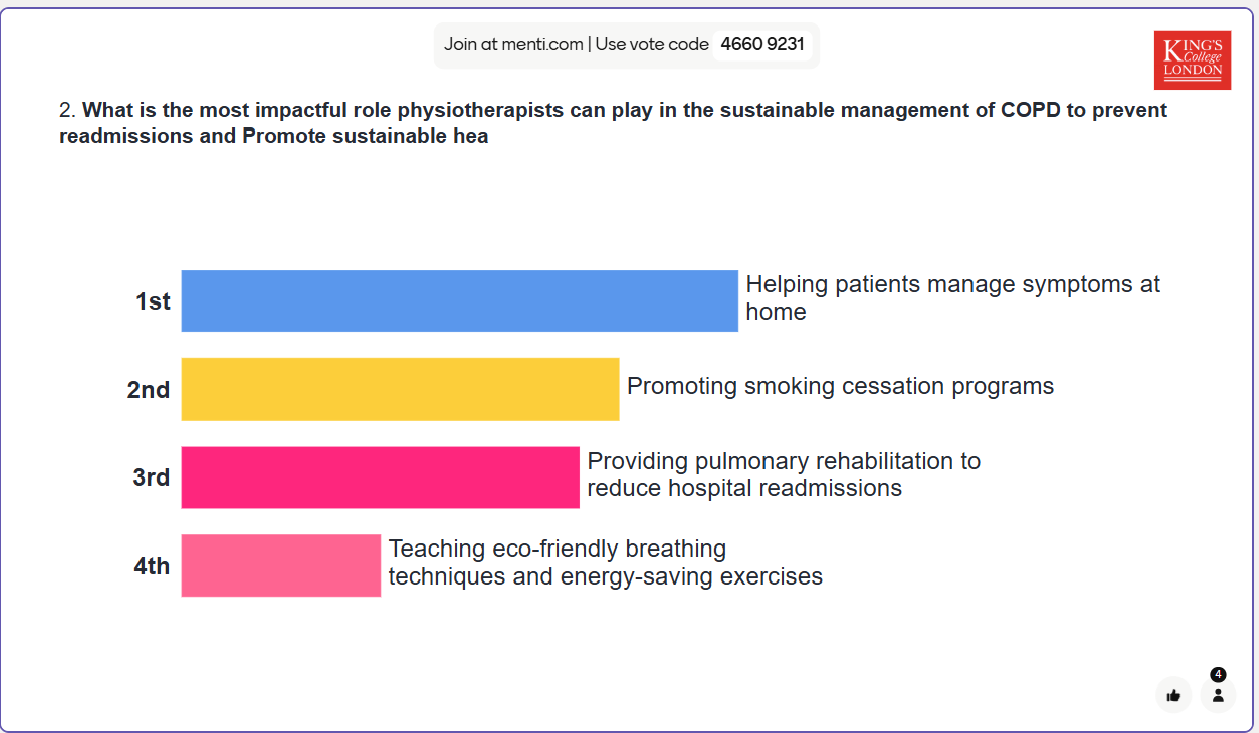 Join at menti.com | Use vote code 4660 9231
KING'S
College
LONDON
2. What is the most impactful role physiotherapists can play in the sustainable management of COPD to prevent
readmissions and Promote sustainable hea
1st
Helping patients manage symptoms at
home
2nd
Promoting smoking cessation programs
3rd
Providing pulmonary rehabilitation to
reduce hospital readmissions
4th
Teaching eco-friendly breathing
techniques and energy-saving exercises
4